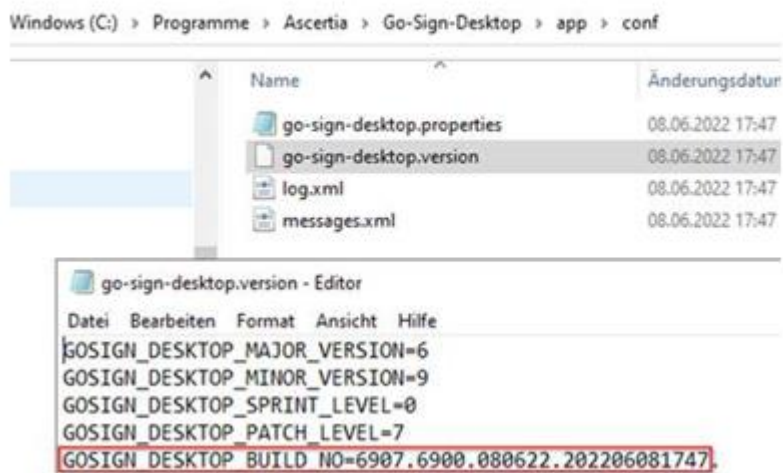 Windows (C:) > Programme > Ascertia > Go-Sign-Desktop > app > conf
Name Änderungsdatur
go-sign-desktop.properties 08.06.2022 17:47
go-sign-desktop.version 08.06.2022 17:47
log.xml 08.06.2022 17:47
messages.xml 08.06.2022 17:47
go-sign-desktop.version - Editor
Datei Bearbeiten Format Ansicht Hilfe
GOSIGN_DESKTOP_MAJOR_VERSION=6
GOSIGN_DESKTOP_MINOR_VERSION=9
GOSIGN_DESKTOP_SPRINT_LEVEL=0
GOSIGN_DESKTOP_PATCH_LEVEL=7
GOSIGN_DESKTOP_BUILD_NO=6907.6900.080622.202206081747